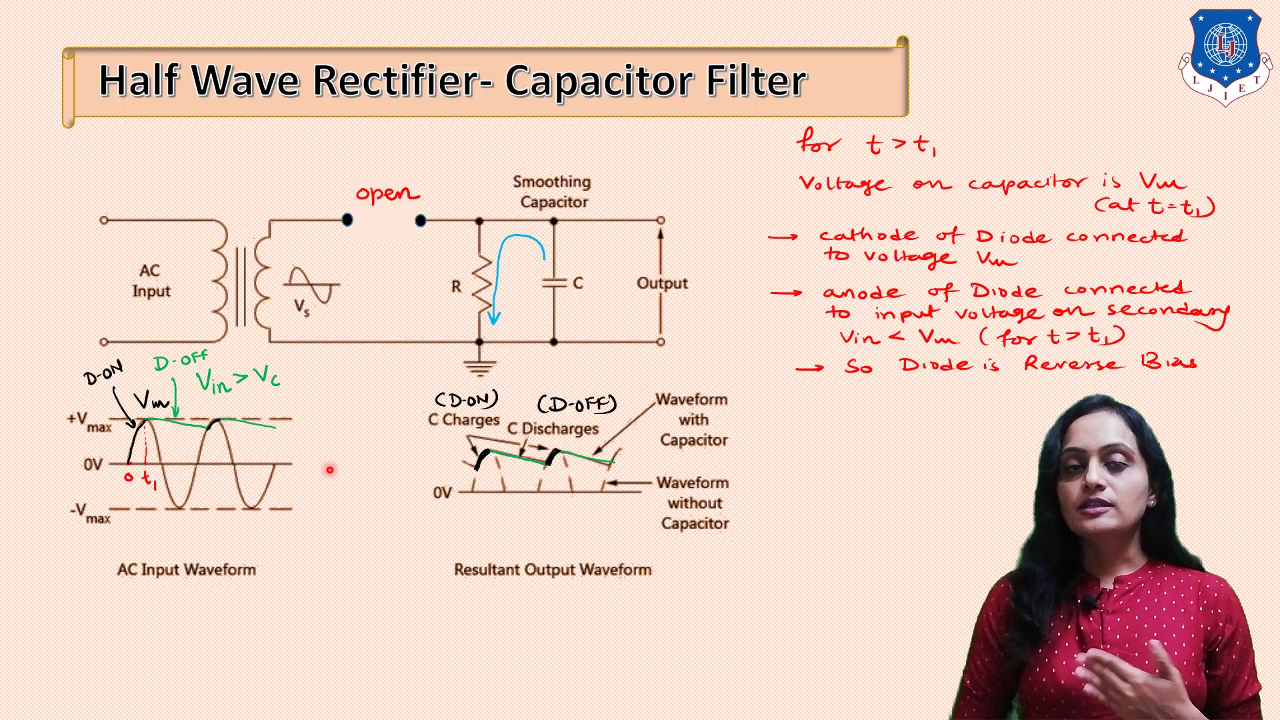 Half Wave Rectifier- Capacitor Filter
LJ
L J I E T
for t > t1
Voltage on capacitor is Vm
(at t=t1)
→ cathode of Diode connected
to voltage Vm
→ anode of Diode connected
to input voltage on secondary
Vin < Vm (for t>t1)
→ So Diode is Reverse Bias
open
Smoothing
Capacitor
AC
Input
Vs
R
C
Output
D-ON
D-OFF
Vin > Vc
Vm
+Vmax
0V
0 t1
-Vmax
AC Input Waveform
(D-ON)
(D-OFF)
C Charges
C Discharges
Waveform
with
Capacitor
0V
Waveform
without
Capacitor
Resultant Output Waveform